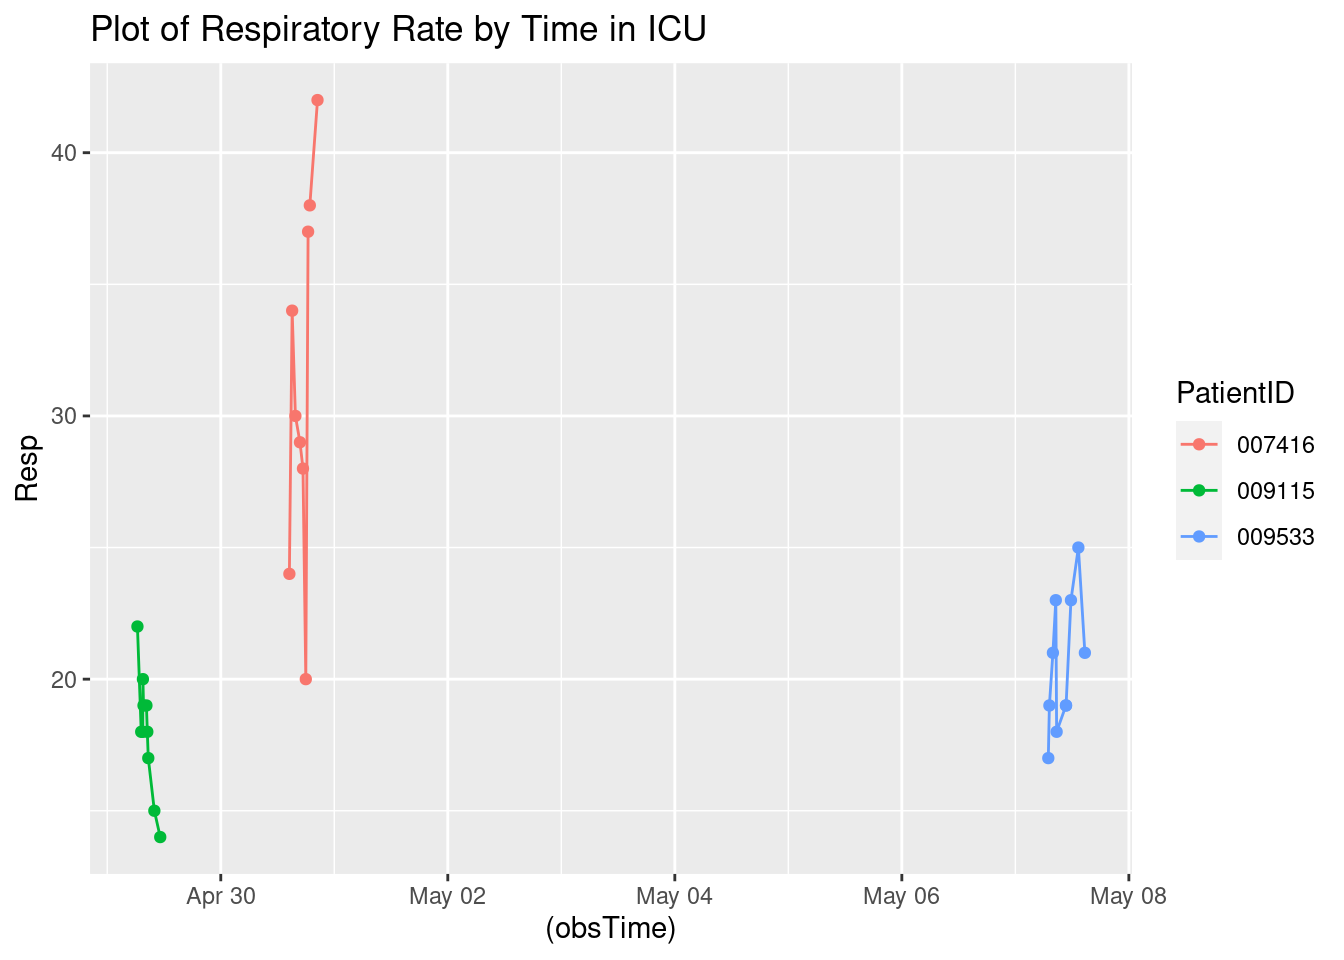 Plot of Respiratory Rate by Time in ICU
Resp
40
30
20
Apr 30
May 02
May 04
May 06
May 08
(obsTime)
PatientID
007416
009115
009533